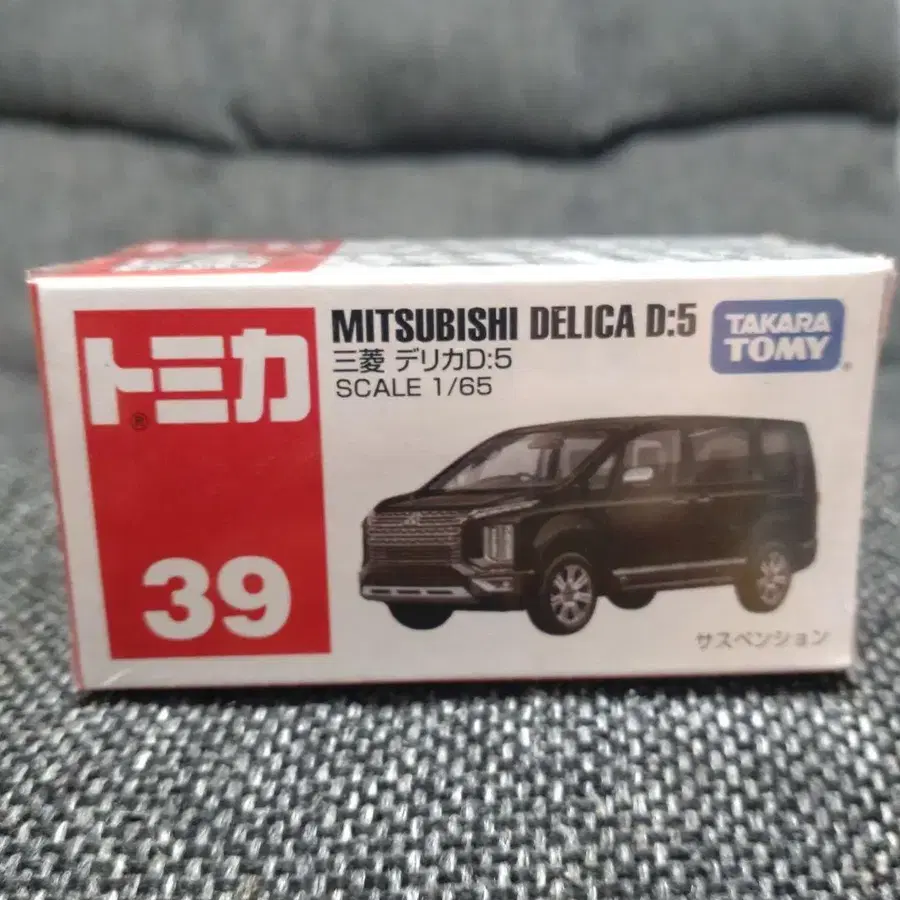 トミカ
®
39
MITSUBISHI DELICA D:5
三菱 デリカD:5
SCALE 1/65
TAKARA
TOMY
®
サスペンション